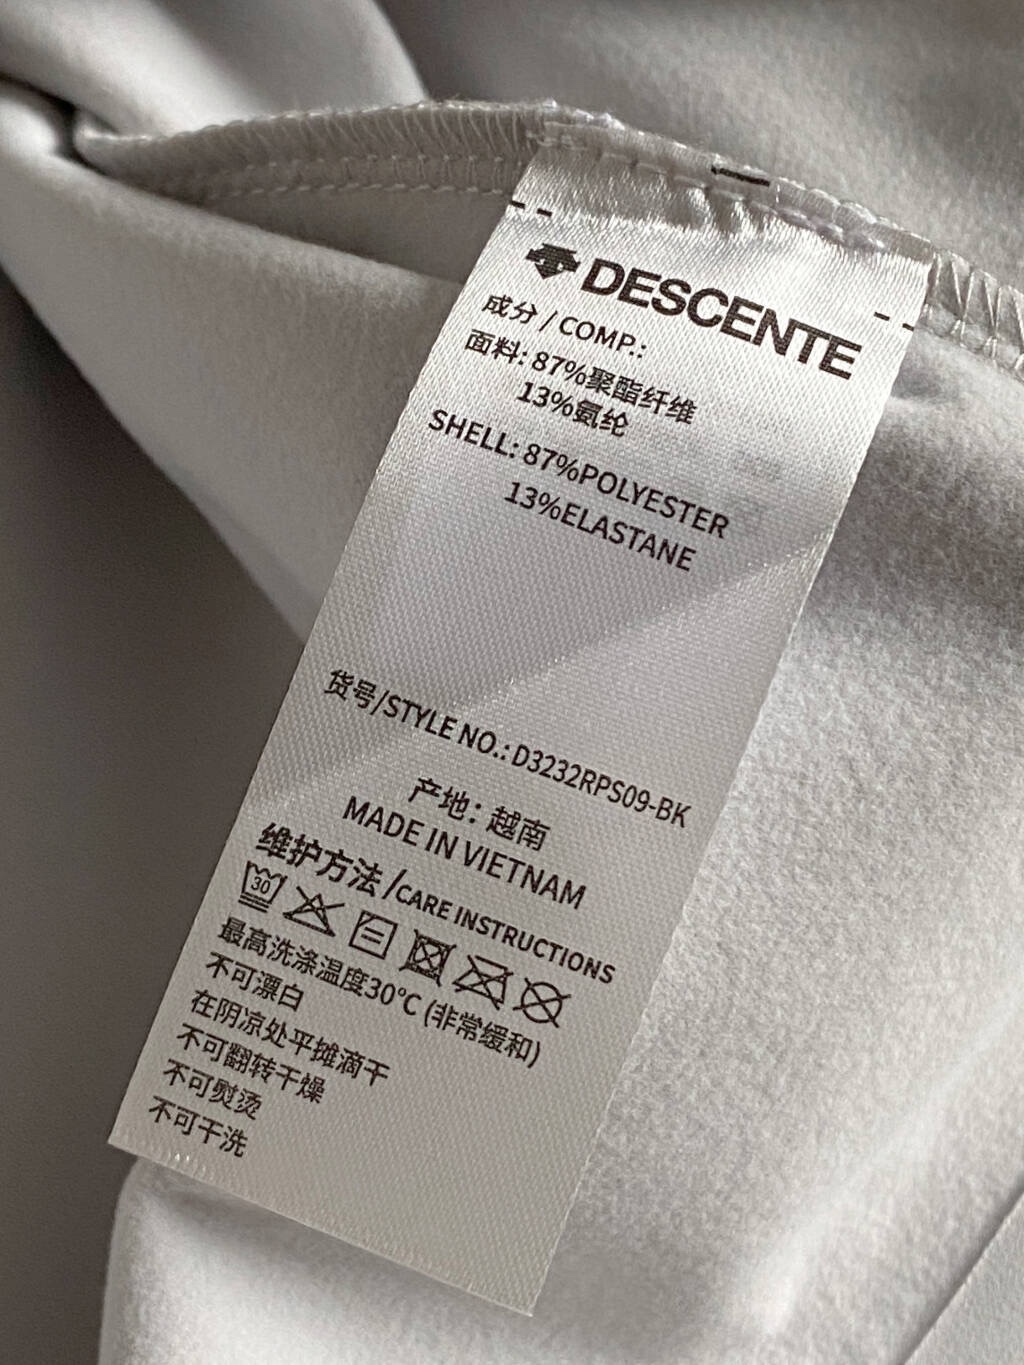 DESCENTE
成分 / COMP.:
面料: 87%聚酯纤维
13%氨纶
SHELL: 87%POLYESTER
13%ELASTANE
货号/STYLE NO.: D3232RPS09-BK
产地: 越南
MADE IN VIETNAM
维护方法/CARE INSTRUCTIONS
30
最高洗涤温度30°C (非常缓和)
不可漂白
在阴凉处平摊滴干
不可翻转干燥
不可熨烫
不可干洗